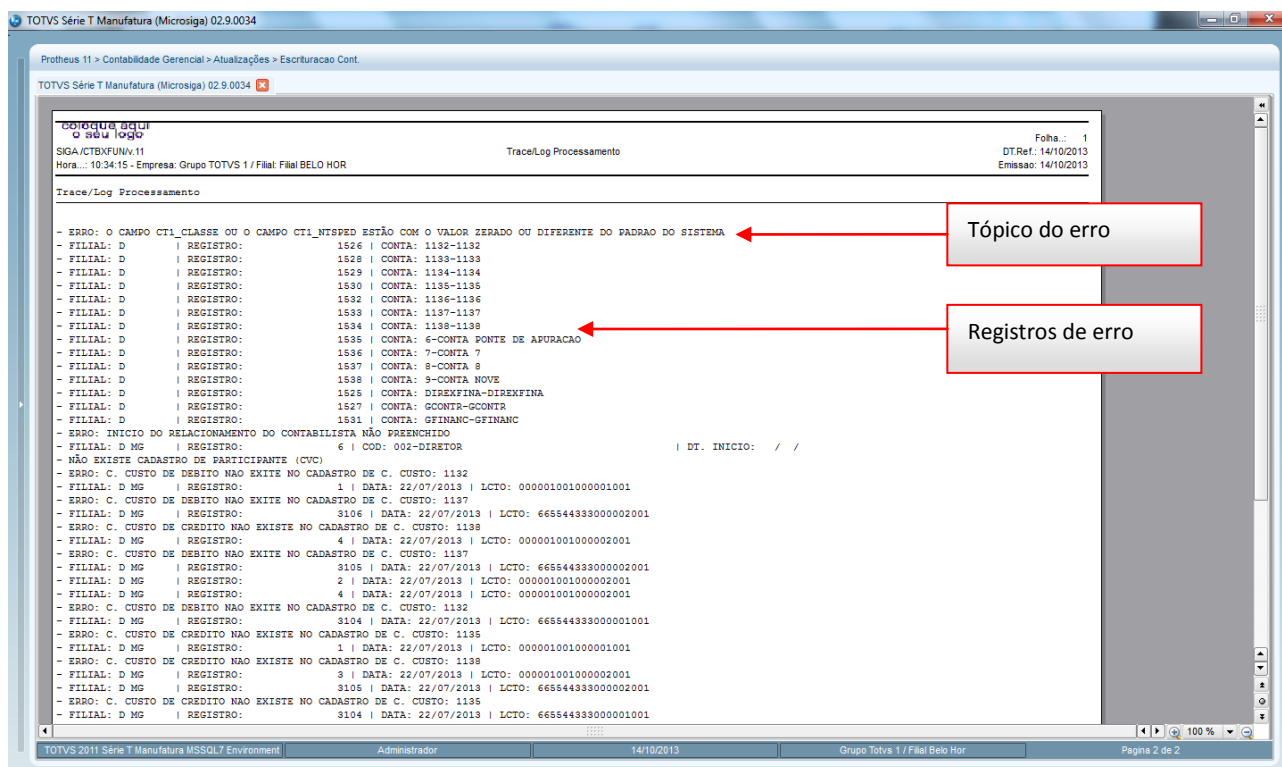 TOTVS Série T Manufatura (Microsiga) 02.9.0034
Protheus 11 > Contabilidade Gerencial > Atualizações > Escrituracao Cont.
TOTVS Série T Manufatura (Microsiga) 02.9.0034
coloque aqui
o seu logo
Folha..: 1
SIGA /CTBXFUN/v.11 Trace/Log Processamento DT.Ref.: 14/10/2013
Hora...: 10:34:15 - Empresa: Grupo TOTVS 1 / Filial: Filial BELO HOR Emissao: 14/10/2013
Trace/Log Processamento
- ERRO: O CAMPO CT1_CLASSE OU O CAMPO CT1_NTSPED ESTÃO COM O VALOR ZERADO OU DIFERENTE DO PADRAO DO SISTEMA
Tópico do erro
- FILIAL: D | REGISTRO: 1526 | CONTA: 1132-1132
- FILIAL: D | REGISTRO: 1528 | CONTA: 1133-1133
- FILIAL: D | REGISTRO: 1529 | CONTA: 1134-1134
- FILIAL: D | REGISTRO: 1530 | CONTA: 1135-1135
- FILIAL: D | REGISTRO: 1532 | CONTA: 1136-1136
- FILIAL: D | REGISTRO: 1533 | CONTA: 1137-1137
- FILIAL: D | REGISTRO: 1534 | CONTA: 1138-1138
Registros de erro
- FILIAL: D | REGISTRO: 1535 | CONTA: 6-CONTA PONTE DE APURACAO
- FILIAL: D | REGISTRO: 1536 | CONTA: 7-CONTA 7
- FILIAL: D | REGISTRO: 1537 | CONTA: 8-CONTA 8
- FILIAL: D | REGISTRO: 1538 | CONTA: 9-CONTA NOVE
- FILIAL: D | REGISTRO: 1525 | CONTA: DIREXFINA-DIREXFINA
- FILIAL: D | REGISTRO: 1527 | CONTA: GCONTR-GCONTR
- FILIAL: D | REGISTRO: 1531 | CONTA: GFINANC-GFINANC
- ERRO: INICIO DO RELACIONAMENTO DO CONTABILISTA NÃO PREENCHIDO
- FILIAL: D MG | REGISTRO: 6 | COD: 002-DIRETOR | DT. INICIO: / /
- NÃO EXISTE CADASTRO DE PARTICIPANTE (CVC)
- ERRO: C. CUSTO DE DEBITO NAO EXITE NO CADASTRO DE C. CUSTO: 1132
- FILIAL: D MG | REGISTRO: 1 | DATA: 22/07/2013 | LCTO: 000001001000001001
- ERRO: C. CUSTO DE DEBITO NAO EXITE NO CADASTRO DE C. CUSTO: 1137
- FILIAL: D MG | REGISTRO: 3106 | DATA: 22/07/2013 | LCTO: 665544333000002001
- ERRO: C. CUSTO DE CREDITO NAO EXISTE NO CADASTRO DE C. CUSTO: 1138
- FILIAL: D MG | REGISTRO: 4 | DATA: 22/07/2013 | LCTO: 000001001000002001
- ERRO: C. CUSTO DE DEBITO NAO EXITE NO CADASTRO DE C. CUSTO: 1137
- FILIAL: D MG | REGISTRO: 3105 | DATA: 22/07/2013 | LCTO: 665544333000002001
- FILIAL: D MG | REGISTRO: 2 | DATA: 22/07/2013 | LCTO: 000001001000002001
- FILIAL: D MG | REGISTRO: 4 | DATA: 22/07/2013 | LCTO: 000001001000002001
- ERRO: C. CUSTO DE DEBITO NAO EXITE NO CADASTRO DE C. CUSTO: 1132
- FILIAL: D MG | REGISTRO: 3104 | DATA: 22/07/2013 | LCTO: 665544333000001001
- ERRO: C. CUSTO DE CREDITO NAO EXISTE NO CADASTRO DE C. CUSTO: 1135
- FILIAL: D MG | REGISTRO: 1 | DATA: 22/07/2013 | LCTO: 000001001000001001
- ERRO: C. CUSTO DE CREDITO NAO EXISTE NO CADASTRO DE C. CUSTO: 1138
- FILIAL: D MG | REGISTRO: 3 | DATA: 22/07/2013 | LCTO: 000001001000002001
- FILIAL: D MG | REGISTRO: 3105 | DATA: 22/07/2013 | LCTO: 665544333000002001
- ERRO: C. CUSTO DE CREDITO NAO EXISTE NO CADASTRO DE C. CUSTO: 1135
- FILIAL: D MG | REGISTRO: 3104 | DATA: 22/07/2013 | LCTO: 665544333000001001
100 %
TOTVS 2011 Série T Manufatura MSSQL7 Environment Administrador 14/10/2013 Grupo Totvs 1 / Filial Belo Hor Pagina 2 de 2